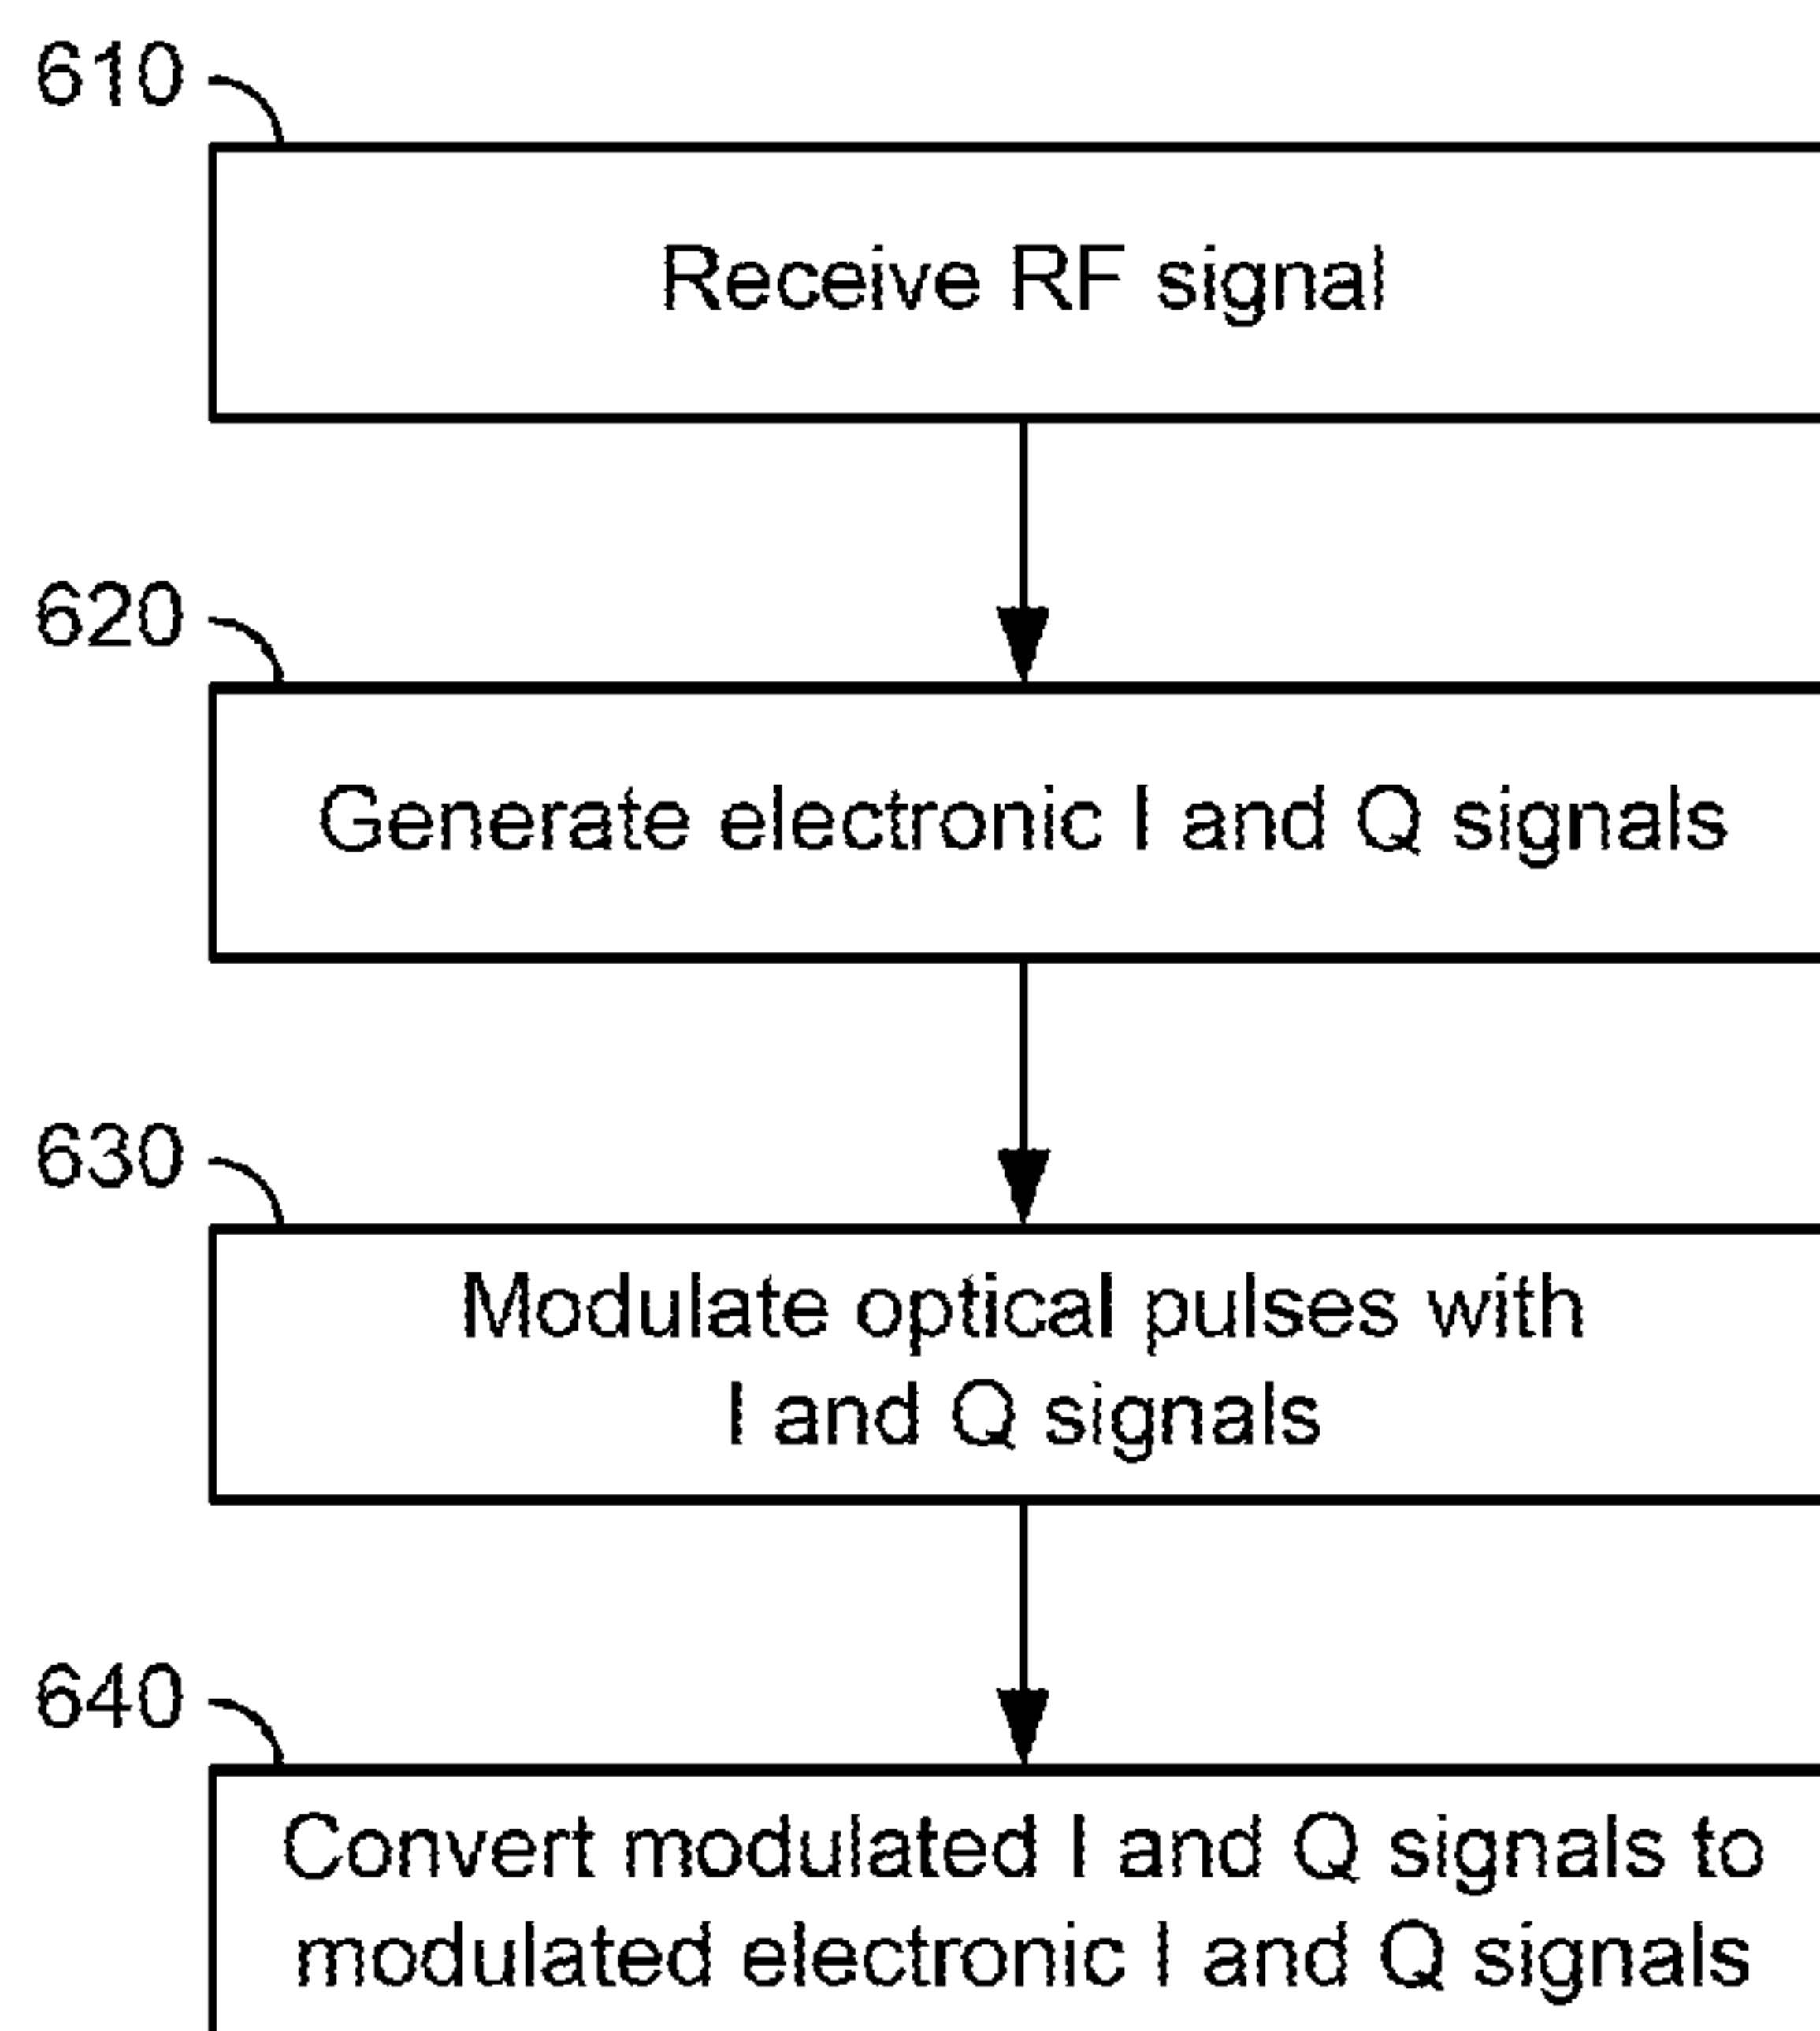 610
Receive RF signal
620
Generate electronic I and Q signals
630
Modulate optical pulses with
I and Q signals
640
Convert modulated I and Q signals to
modulated electronic I and Q signals